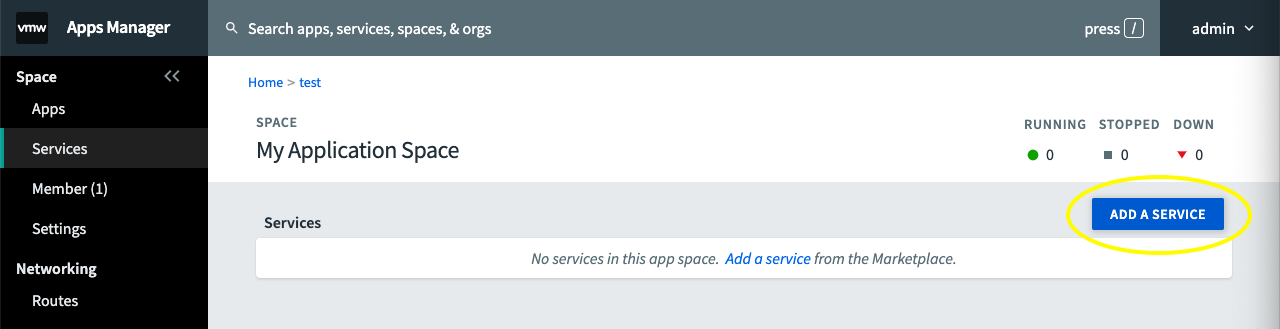 vmw Apps Manager
Search apps, services, spaces, & orgs
press /
admin
Space
Apps
Services
Member (1)
Settings
Networking
Routes
Home > test
SPACE
My Application Space
RUNNING STOPPED DOWN
0 0 0
Services
ADD A SERVICE
No services in this app space. Add a service from the Marketplace.